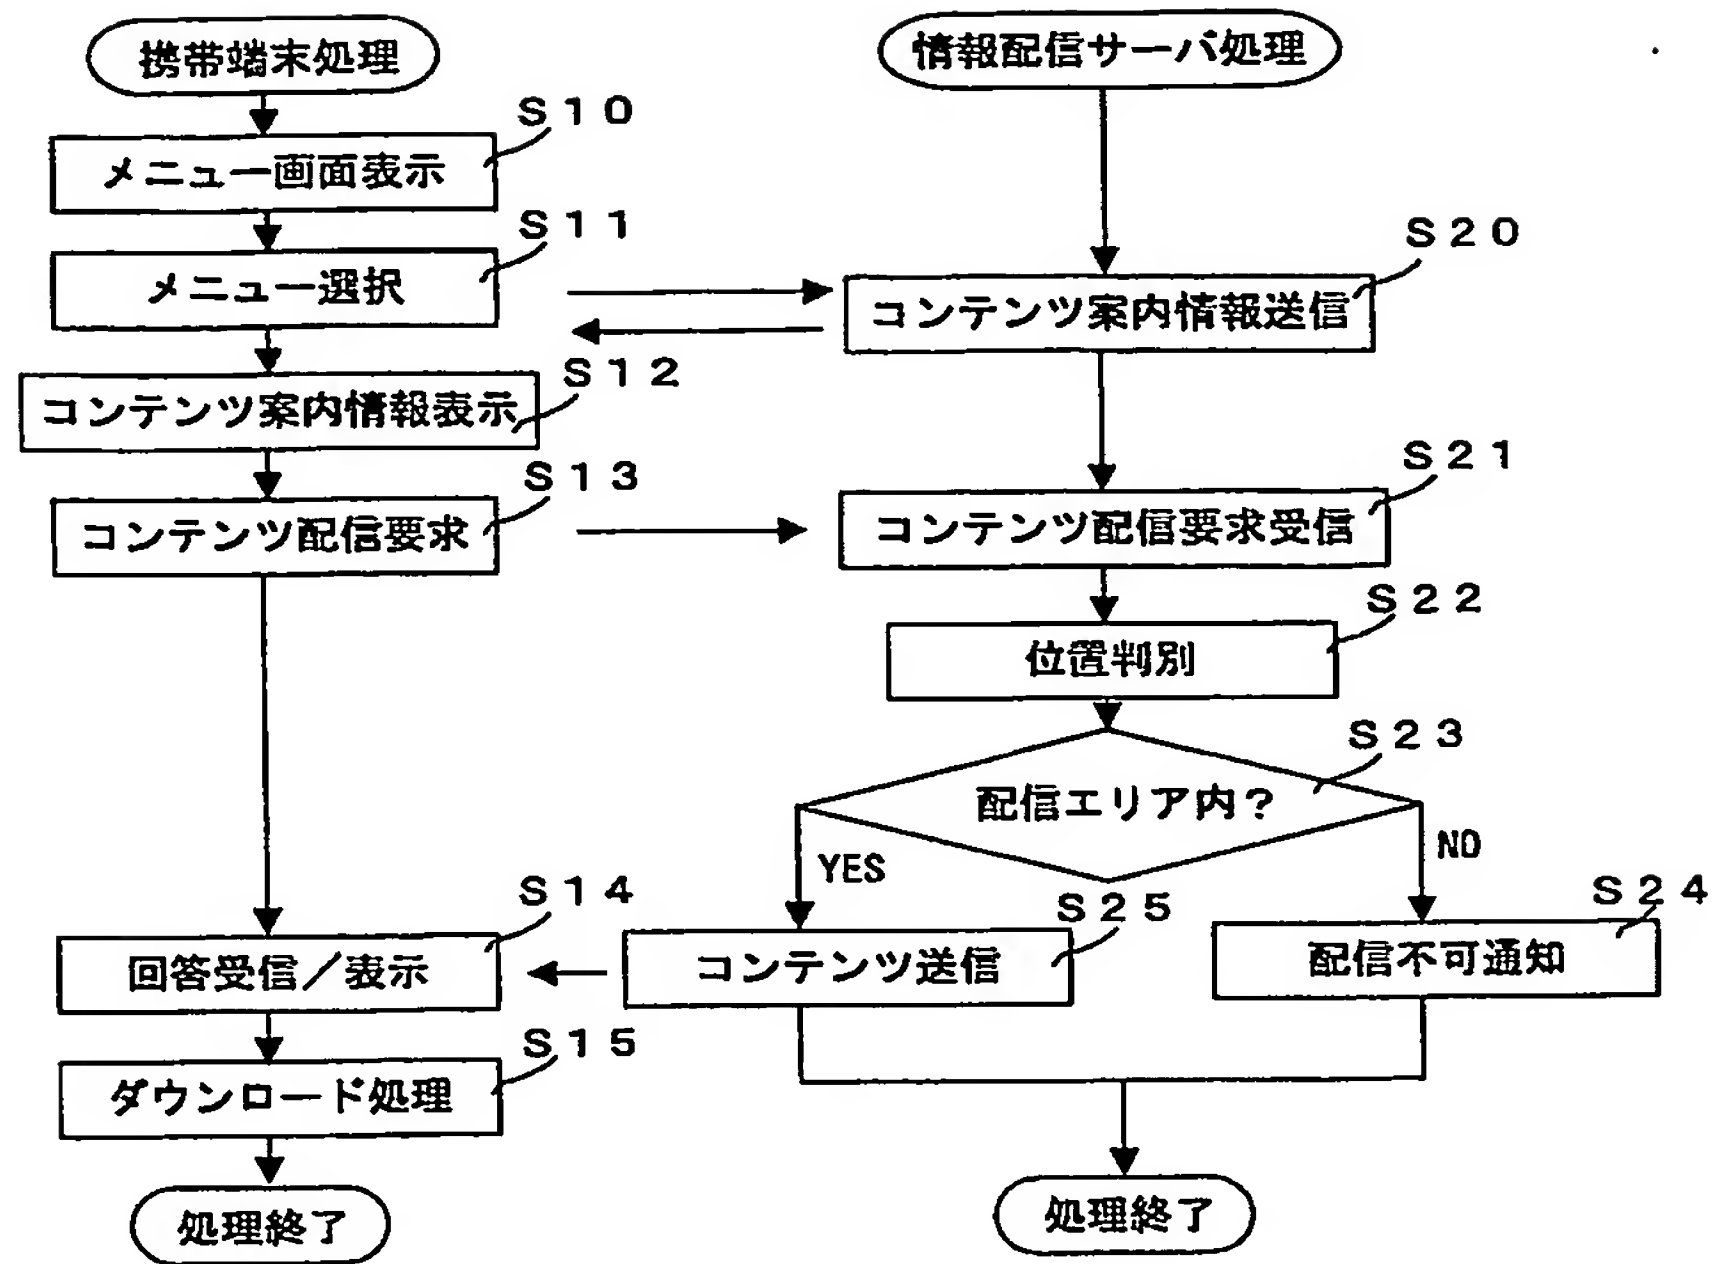 携帯端末処理
S10
メニュー画面表示
S11
メニュー選択
S12
コンテンツ案内情報表示
S13
コンテンツ配信要求
S14
回答受信／表示
S15
ダウンロード処理
処理終了
情報配信サーバ処理
S20
コンテンツ案内情報送信
S21
コンテンツ配信要求受信
S22
位置判別
S23
配信エリア内？
YES
NO
S25
コンテンツ送信
S24
配信不可通知
処理終了